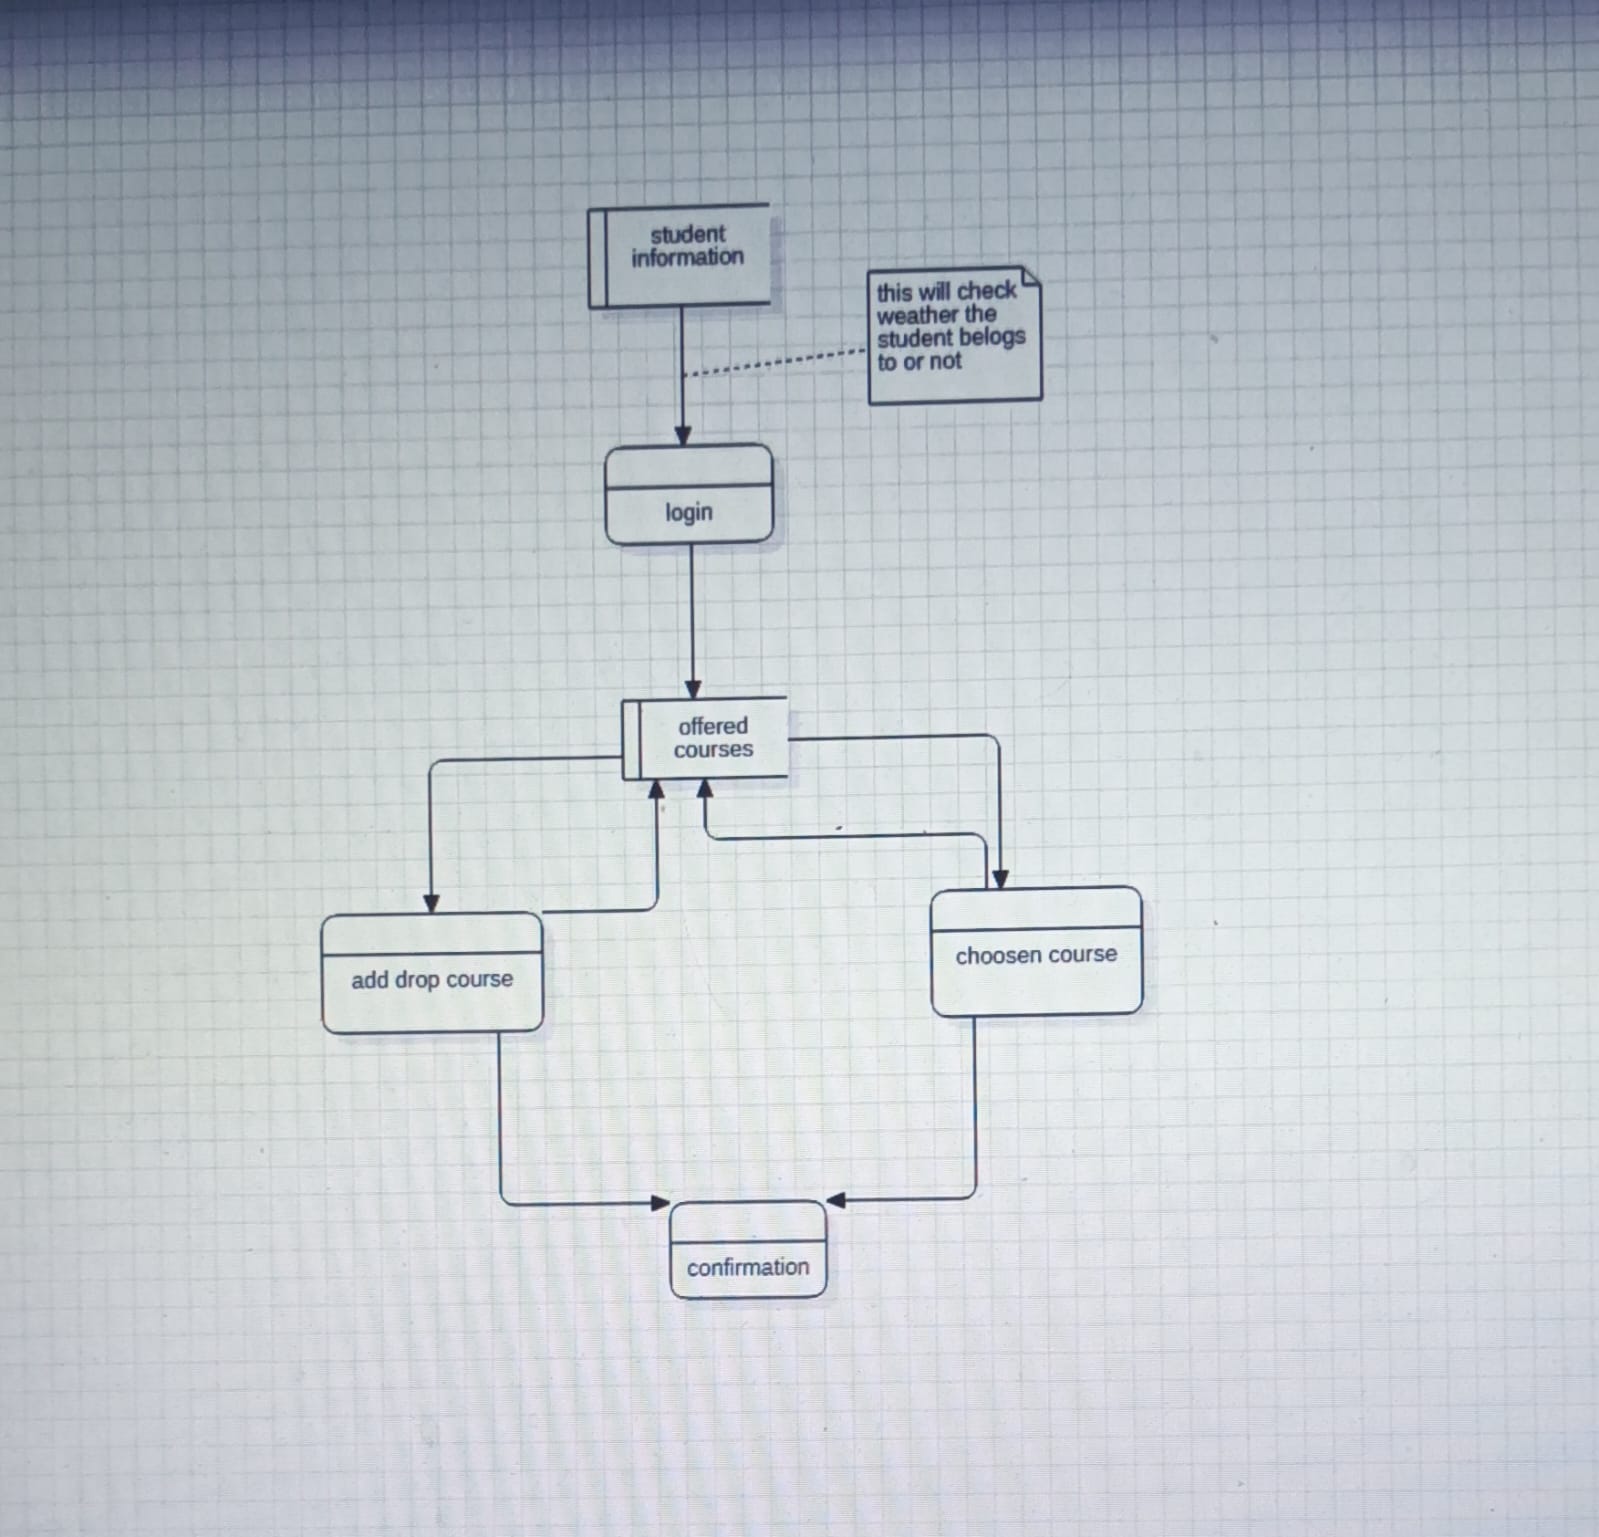 student
information
this will check
weather the
student belogs
to or not
login
offered
courses
add drop course
choosen course
confirmation